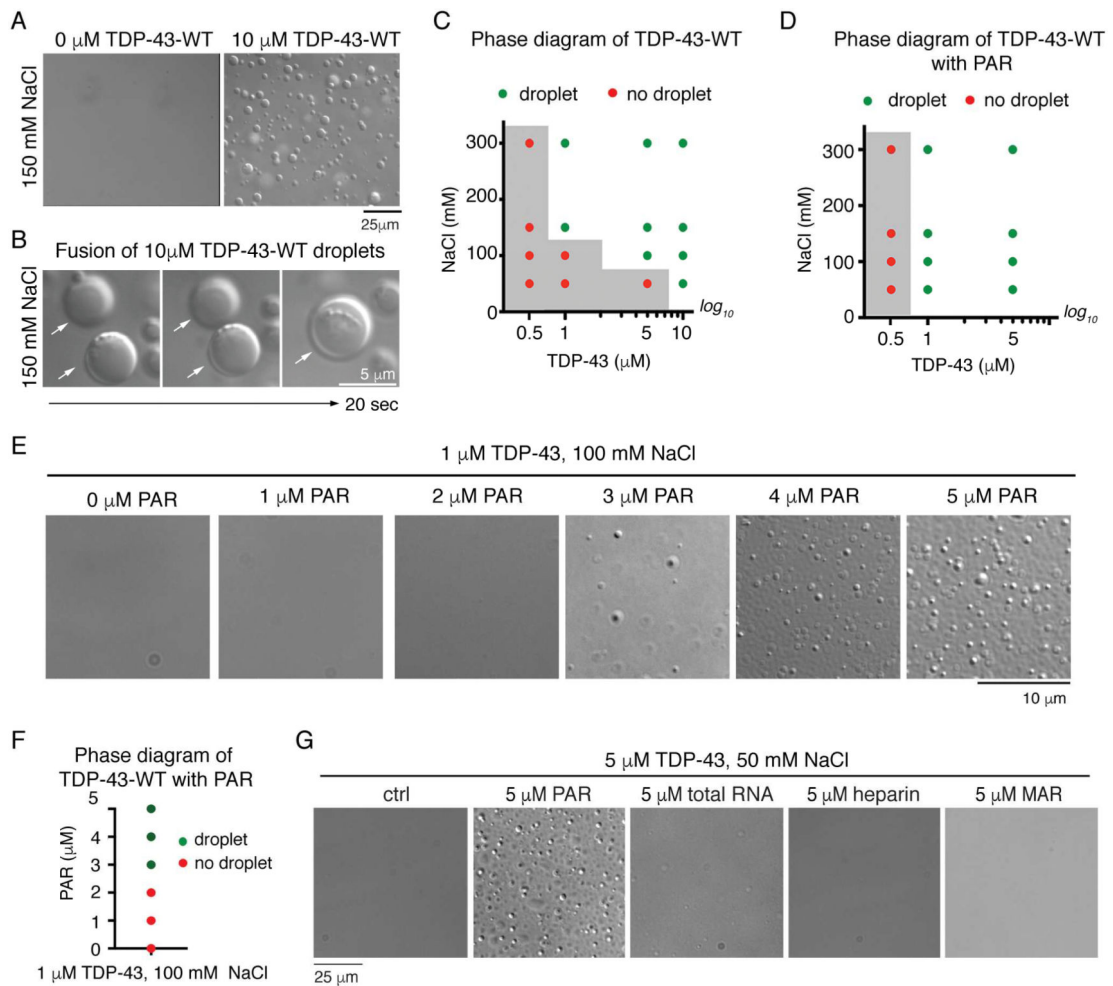 A
0 μM TDP-43-WT
10 μM TDP-43-WT
150 mM NaCl
25μm
B
Fusion of 10μM TDP-43-WT droplets
150 mM NaCl
5 μm
20 sec
C
Phase diagram of TDP-43-WT
droplet
no droplet
NaCl (mM)
300
200
100
0
0.5
1
5
10
log10
TDP-43 (μM)
D
Phase diagram of TDP-43-WT
with PAR
droplet
no droplet
NaCl (mM)
300
200
100
0
0.5
1
5
log10
TDP-43 (μM)
E
1 μM TDP-43, 100 mM NaCl
0 μM PAR
1 μM PAR
2 μM PAR
3 μM PAR
4 μM PAR
5 μM PAR
10 μm
F
Phase diagram of
TDP-43-WT with PAR
PAR (μM)
5
4
3
2
1
0
droplet
no droplet
1 μM TDP-43, 100 mM NaCl
G
5 μM TDP-43, 50 mM NaCl
ctrl
5 μM PAR
5 μM total RNA
5 μM heparin
5 μM MAR
25 μm